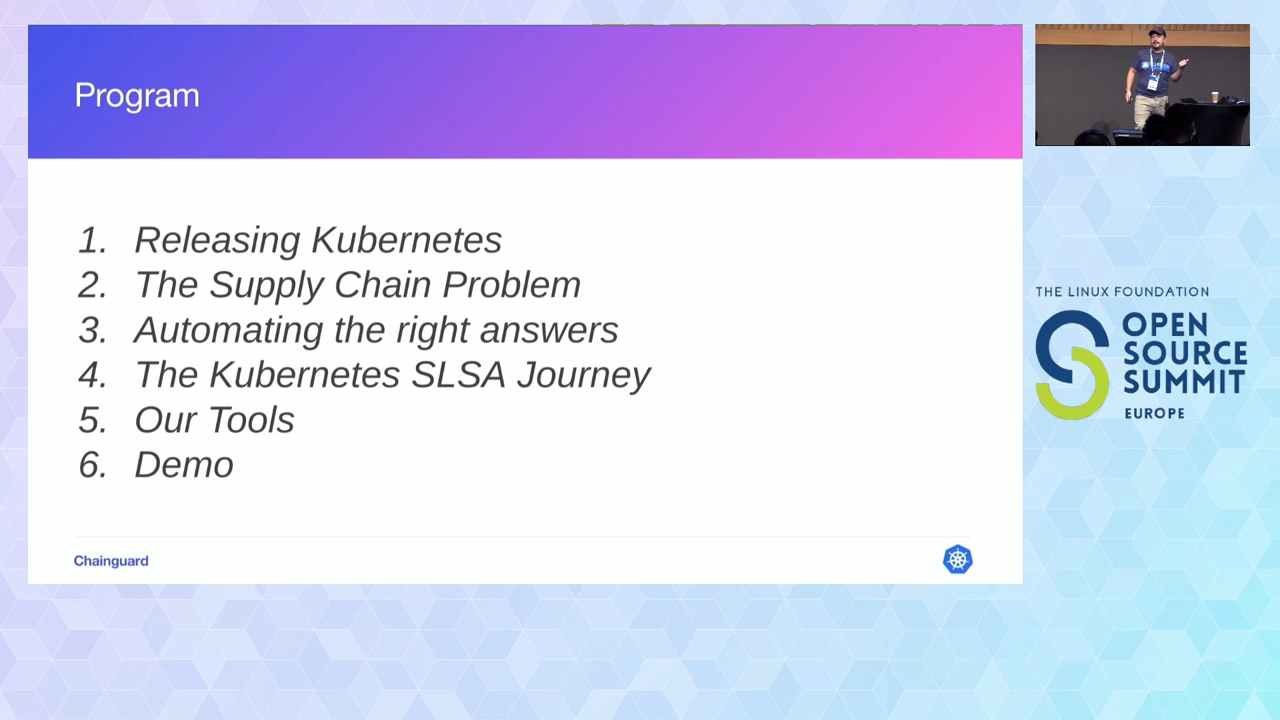 Program
1. Releasing Kubernetes
2. The Supply Chain Problem
3. Automating the right answers
4. The Kubernetes SLSA Journey
5. Our Tools
6. Demo
Chainguard
THE LINUX FOUNDATION
OPEN
SOURCE
SUMMIT
EUROPE